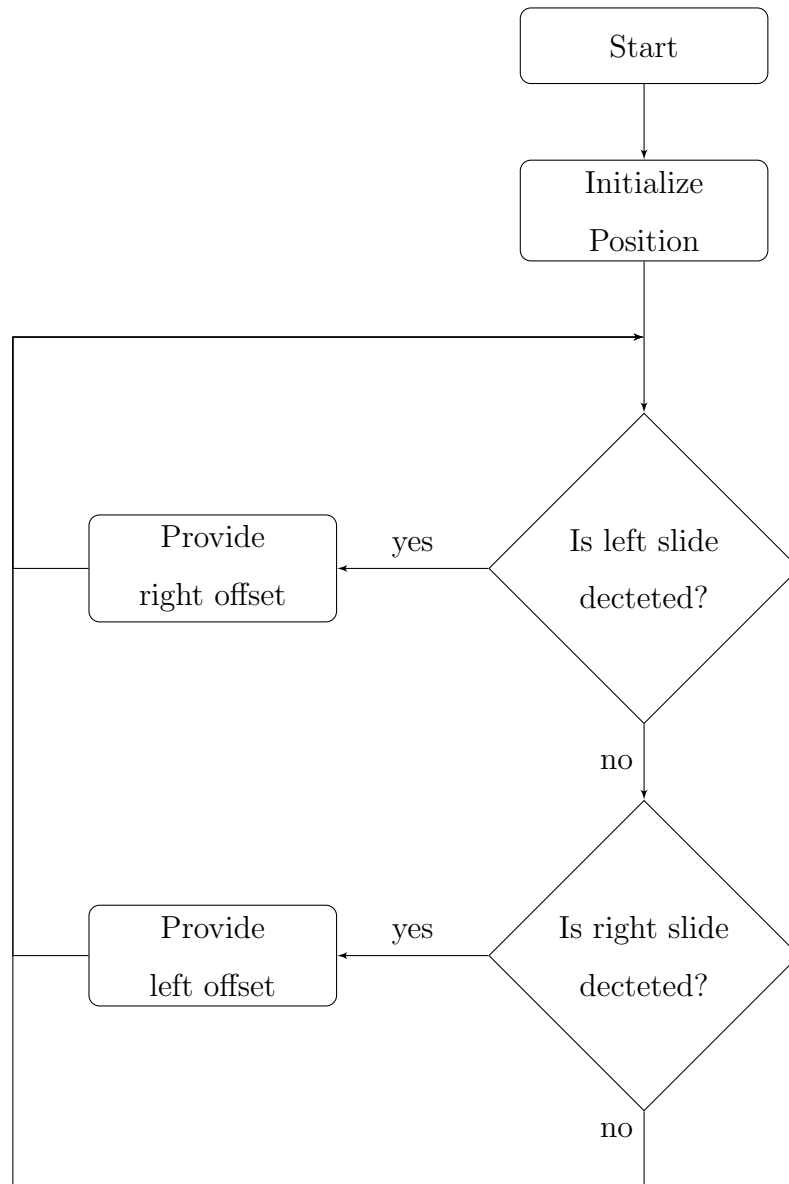 Start
Initialize
Position
Is left slide
decteted?
yes
Provide
right offset
no
Is right slide
decteted?
yes
Provide
left offset
no